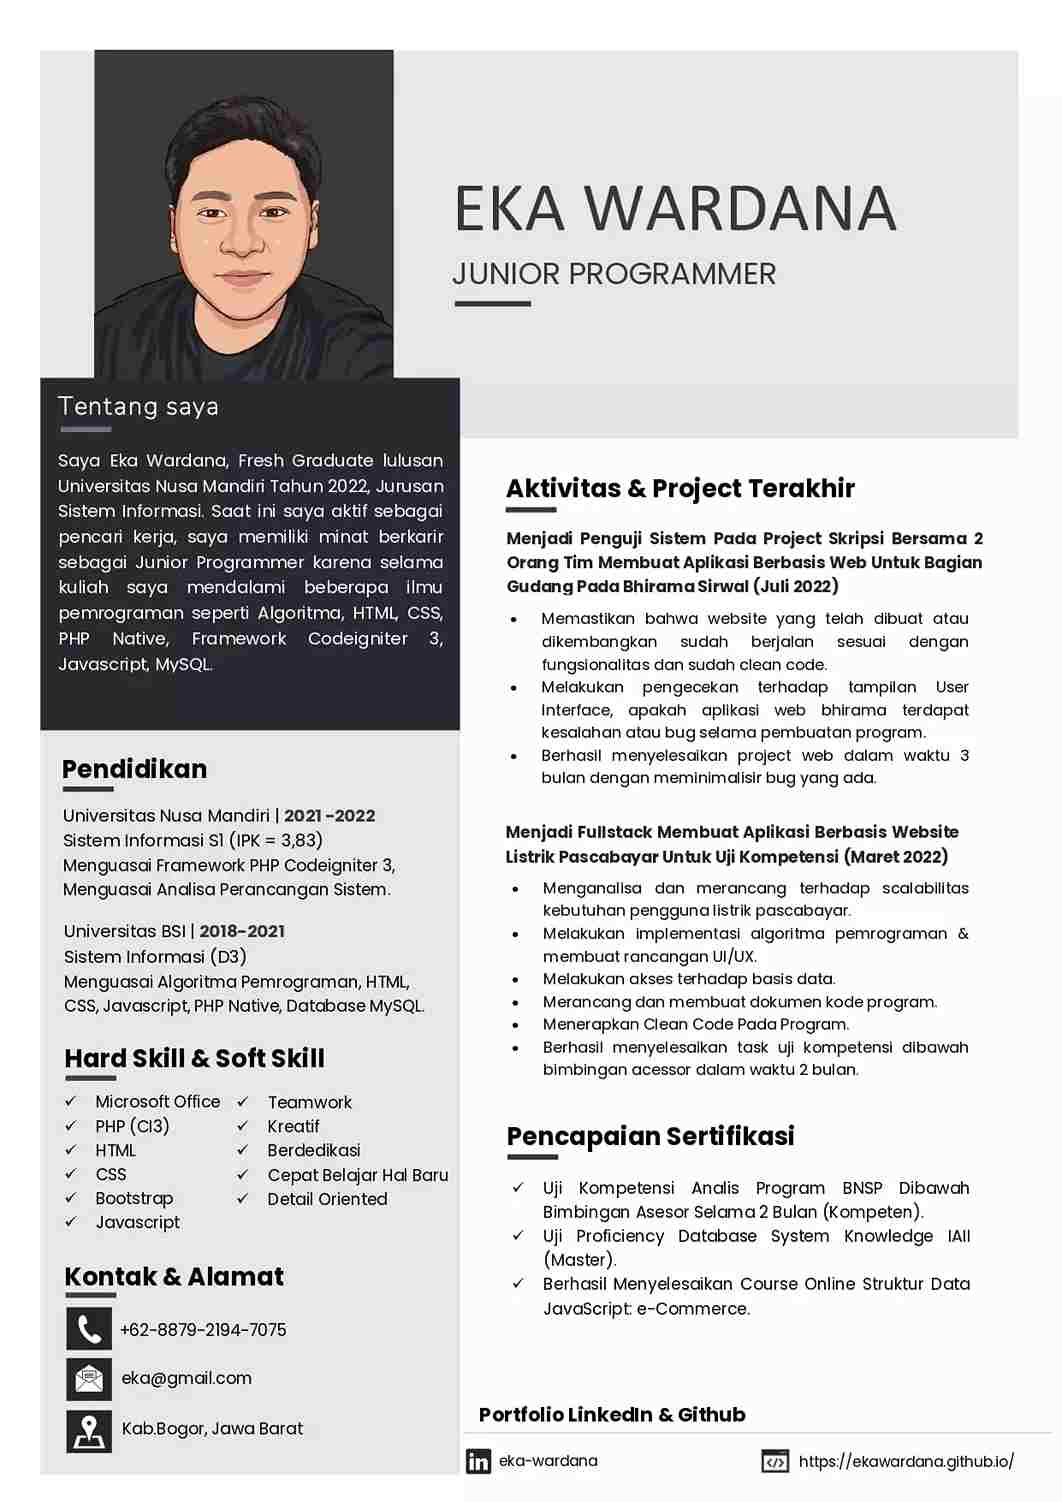 EKA WARDANA
JUNIOR PROGRAMMER
Tentang saya
Saya Eka Wardana, Fresh Graduate lulusan
Universitas Nusa Mandiri Tahun 2022, Jurusan
Sistem Informasi. Saat ini saya aktif sebagai
pencari kerja, saya memiliki minat berkarir
sebagai Junior Programmer karena selama
kuliah saya mendalami beberapa ilmu
pemrograman seperti Algoritma, HTML, CSS,
PHP Native, Framework Codeigniter 3,
Javascript, MySQL.
Pendidikan
Universitas Nusa Mandiri | 2021 -2022
Sistem Informasi S1 (IPK = 3,83)
Menguasai Framework PHP Codeigniter 3,
Menguasai Analisa Perancangan Sistem.
Universitas BSI | 2018-2021
Sistem Informasi (D3)
Menguasai Algoritma Pemrograman, HTML,
CSS, Javascript, PHP Native, Database MySQL.
Hard Skill & Soft Skill
✓ Microsoft Office
✓ PHP (CI3)
✓ HTML
✓ CSS
✓ Bootstrap
✓ Javascript
✓ Teamwork
✓ Kreatif
✓ Berdedikasi
✓ Cepat Belajar Hal Baru
✓ Detail Oriented
Kontak & Alamat
+62-8879-2194-7075
eka@gmail.com
Kab.Bogor, Jawa Barat
Aktivitas & Project Terakhir
Menjadi Penguji Sistem Pada Project Skripsi Bersama 2
Orang Tim Membuat Aplikasi Berbasis Web Untuk Bagian
Gudang Pada Bhirama Sirwal (Juli 2022)
• Memastikan bahwa website yang telah dibuat atau
dikembangkan sudah berjalan sesuai dengan
fungsionalitas dan sudah clean code.
• Melakukan pengecekan terhadap tampilan User
Interface, apakah aplikasi web bhirama terdapat
kesalahan atau bug selama pembuatan program.
• Berhasil menyelesaikan project web dalam waktu 3
bulan dengan meminimalisir bug yang ada.
Menjadi Fullstack Membuat Aplikasi Berbasis Website
Listrik Pascabayar Untuk Uji Kompetensi (Maret 2022)
• Menganalisa dan merancang terhadap scalabilitas
kebutuhan pengguna listrik pascabayar.
• Melakukan implementasi algoritma pemrograman &
membuat rancangan UI/UX.
• Melakukan akses terhadap basis data.
• Merancang dan membuat dokumen kode program.
• Menerapkan Clean Code Pada Program.
• Berhasil menyelesaikan task uji kompetensi dibawah
bimbingan acessor dalam waktu 2 bulan.
Pencapaian Sertifikasi
✓ Uji Kompetensi Analis Program BNSP Dibawah
Bimbingan Asesor Selama 2 Bulan (Kompeten).
✓ Uji Proficiency Database System Knowledge IAII
(Master).
✓ Berhasil Menyelesaikan Course Online Struktur Data
JavaScript: e-Commerce.
Portfolio LinkedIn & Github
in eka-wardana
</> https://ekawardana.github.io/